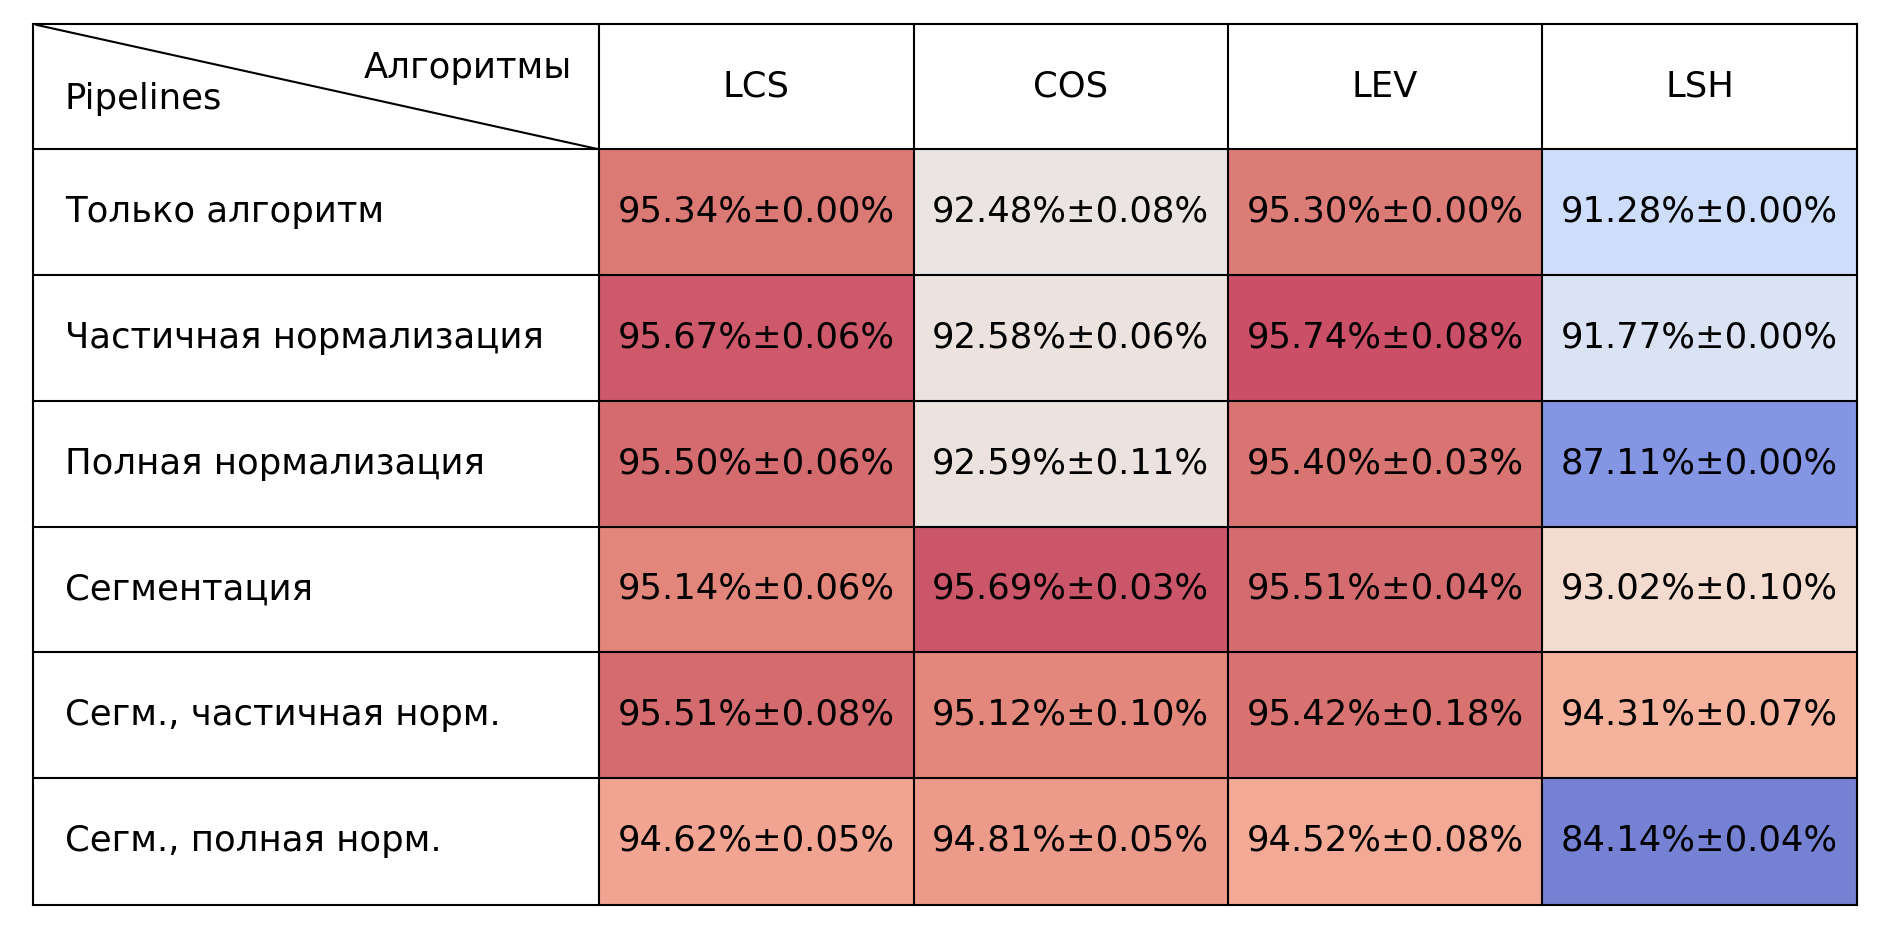 Алгоритмы
Pipelines
LCS COS LEV LSH
Только алгоритм 95.34%±0.00% 92.48%±0.08% 95.30%±0.00% 91.28%±0.00%
Частичная нормализация 95.67%±0.06% 92.58%±0.06% 95.74%±0.08% 91.77%±0.00%
Полная нормализация 95.50%±0.06% 92.59%±0.11% 95.40%±0.03% 87.11%±0.00%
Сегментация 95.14%±0.06% 95.69%±0.03% 95.51%±0.04% 93.02%±0.10%
Сегм., частичная норм. 95.51%±0.08% 95.12%±0.10% 95.42%±0.18% 94.31%±0.07%
Сегм., полная норм. 94.62%±0.05% 94.81%±0.05% 94.52%±0.08% 84.14%±0.04%